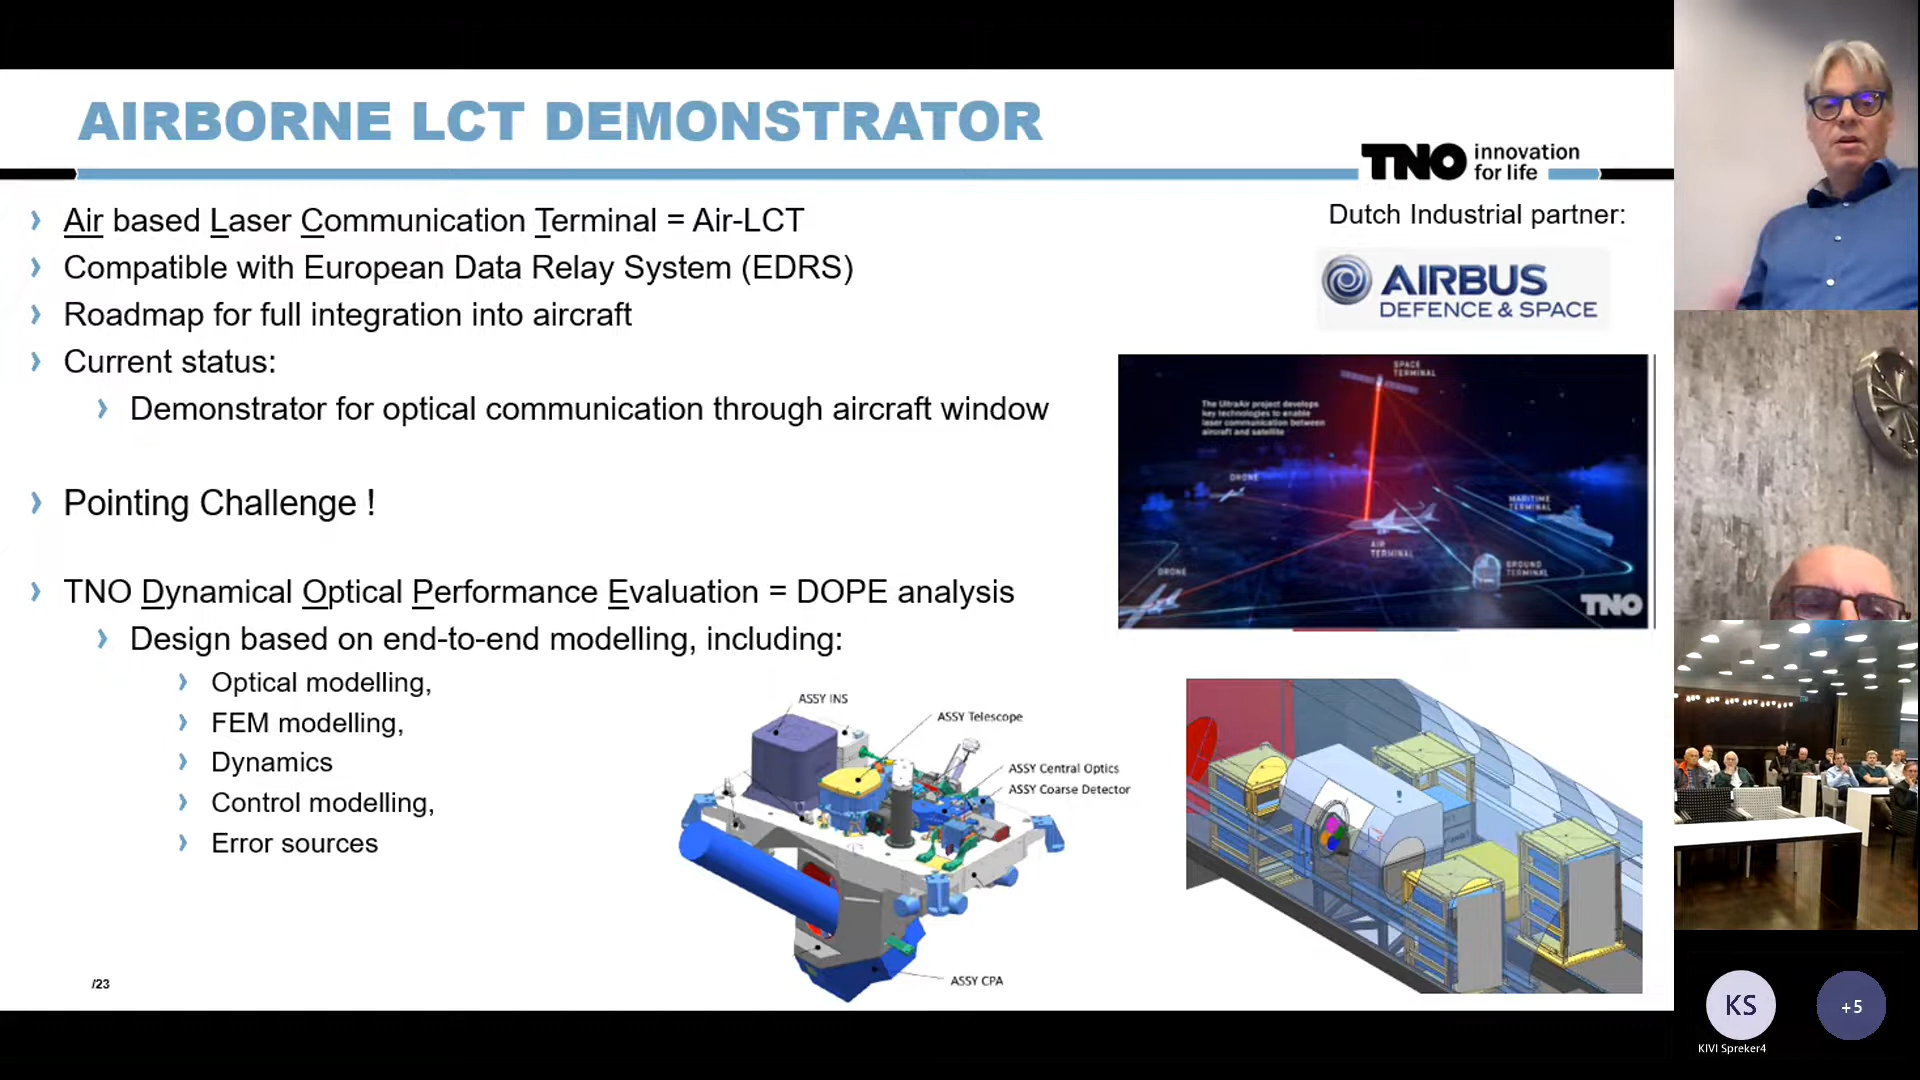 AIRBORNE LCT DEMONSTRATOR
TNO innovation
for life
› Air based Laser Communication Terminal = Air-LCT
› Compatible with European Data Relay System (EDRS)
› Roadmap for full integration into aircraft
› Current status:
› Demonstrator for optical communication through aircraft window
› Pointing Challenge !
› TNO Dynamical Optical Performance Evaluation = DOPE analysis
› Design based on end-to-end modelling, including:
› Optical modelling,
› FEM modelling,
› Dynamics
› Control modelling,
› Error sources
Dutch Industrial partner:
AIRBUS
DEFENCE & SPACE
SPACE
TERMINAL
The UltraAir project develops
key technologies to enable
laser communication between
aircraft and satellite
DRONE
MARITIME
TERMINAL
AIR
TERMINAL
GROUND
TERMINAL
DRONE
TNO
ASSY INS
ASSY Telescope
ASSY Central Optics
ASSY Coarse Detector
ASSY CPA
/23
KS
+5
KIVI Spreker4